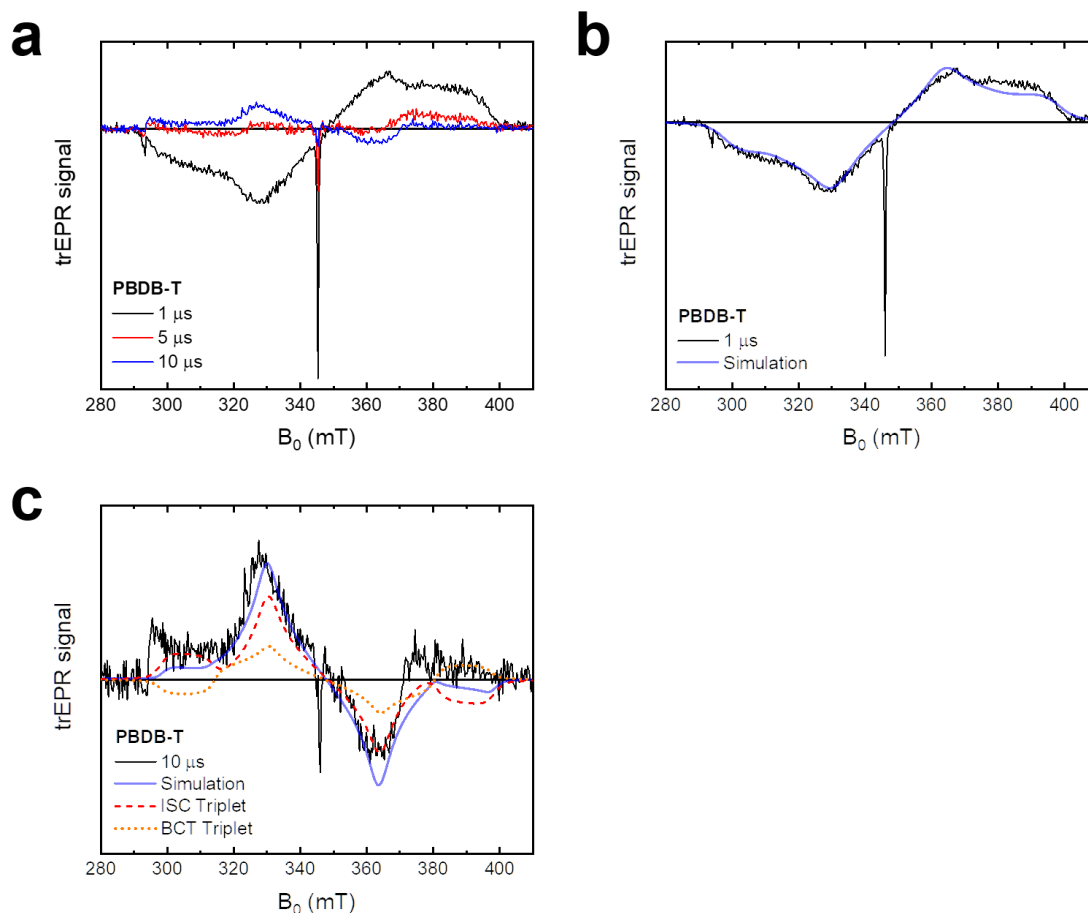 a
trEPR signal
PBDB-T
1 μs
5 μs
10 μs
280 300 320 340 360 380 400
B0 (mT)
b
trEPR signal
PBDB-T
1 μs
Simulation
280 300 320 340 360 380 400
B0 (mT)
c
trEPR signal
PBDB-T
10 μs
Simulation
ISC Triplet
BCT Triplet
280 300 320 340 360 380 400
B0 (mT)